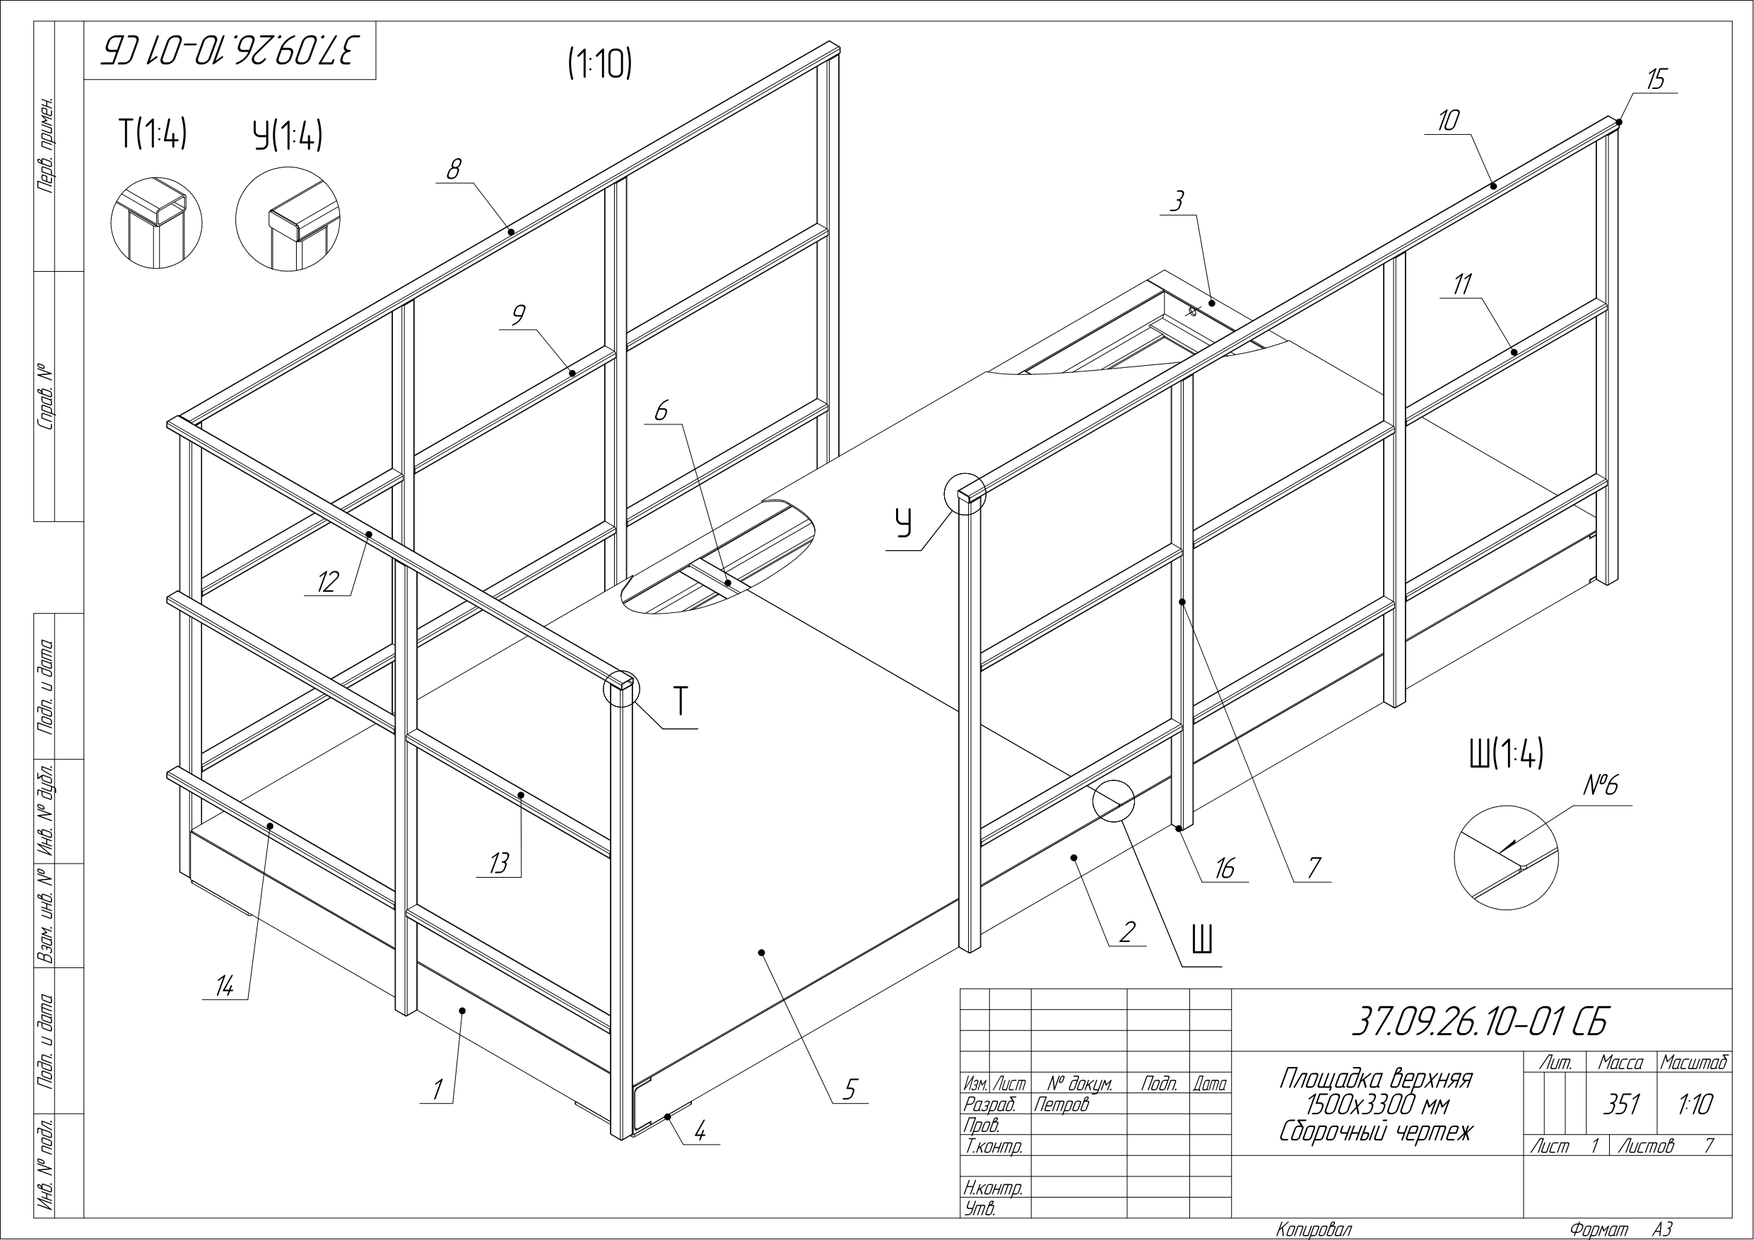 37.09.26.10-01 СБ
(1:10)
Т(1:4)
У(1:4)
8
9
6
3
10
15
11
12
У
Т
Ш(1:4)
№6
13
14
16
7
2
Ш
1
5
4
Перв. примен.
Справ. №
Подп. и дата
Инв. № дубл.
Взам. инв. №
Подп. и дата
Инв. № подл.
37.09.26.10-01 СБ
Изм. Лист № докум. Подп. Дата
Разраб. Петров
Пров.
Т.контр.
Н.контр.
Утв.
Площадка верхняя
1500х3300 мм
Сборочный чертеж
Лит. Масса Масштаб
351 1:10
Лист 1 Листов 7
Копировал Формат А3